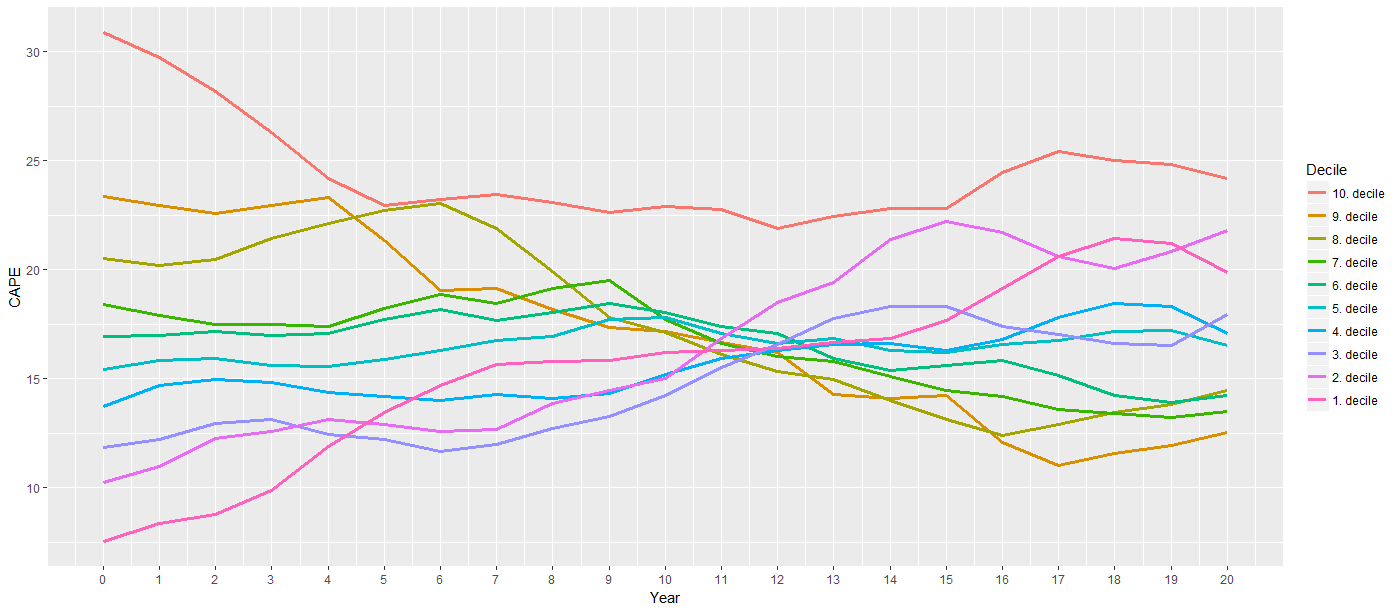 30
25
20
15
10
CAPE
0 1 2 3 4 5 6 7 8 9 10 11 12 13 14 15 16 17 18 19 20
Year
Decile
10. decile
9. decile
8. decile
7. decile
6. decile
5. decile
4. decile
3. decile
2. decile
1. decile